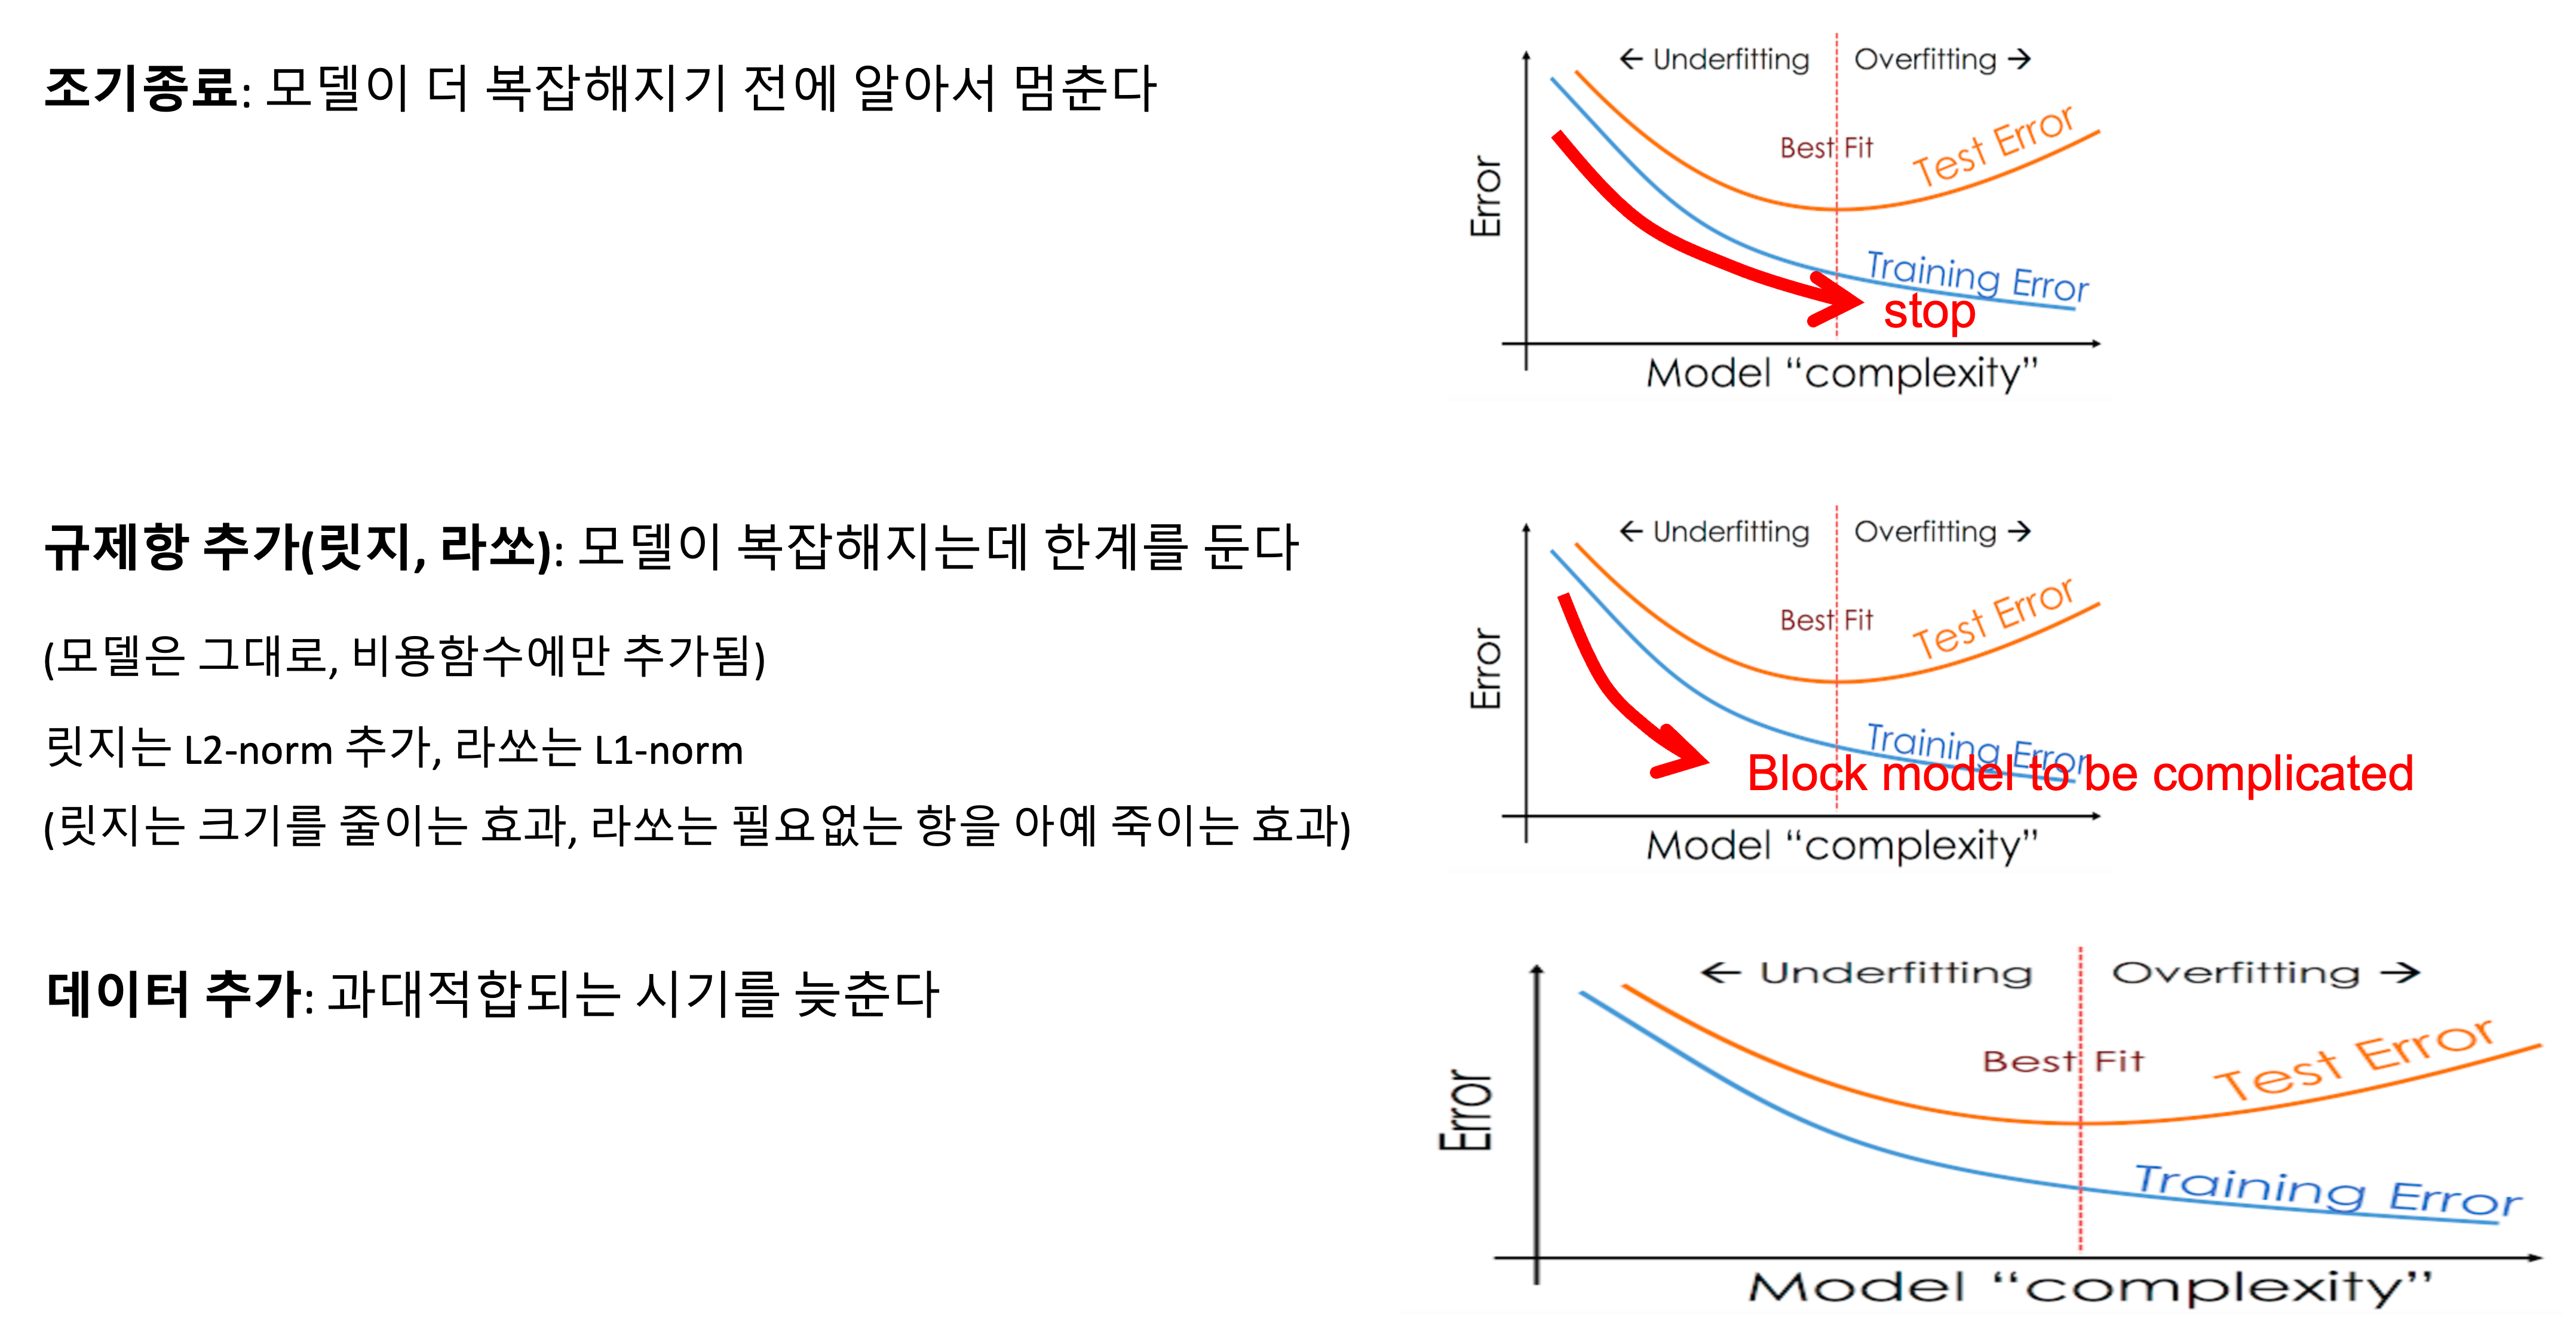 조기종료: 모델이 더 복잡해지기 전에 알아서 멈춘다
← Underfitting
Overfitting →
Best Fit
Test Error
Error
Training Error
stop
Model “complexity”
규제항 추가(릿지, 라쏘): 모델이 복잡해지는데 한계를 둔다
(모델은 그대로, 비용함수에만 추가됨)
릿지는 L2-norm 추가, 라쏘는 L1-norm
(릿지는 크기를 줄이는 효과, 라쏘는 필요없는 항을 아예 죽이는 효과)
← Underfitting
Overfitting →
Best Fit
Test Error
Error
Training Error
Block model to be complicated
Model “complexity”
데이터 추가: 과대적합되는 시기를 늦춘다
← Underfitting
Overfitting →
Best Fit
Test Error
Error
Training Error
Model “complexity”